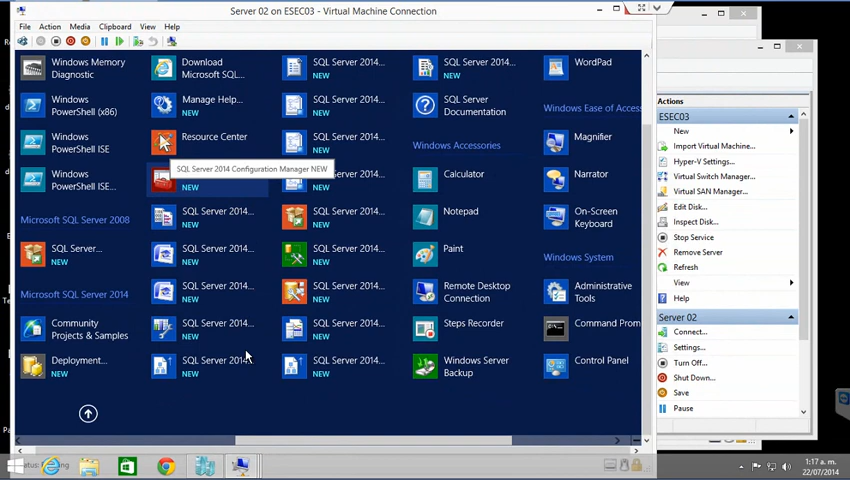 Server 02 on ESEC03 - Virtual Machine Connection
File Action Media Clipboard View Help
Windows Memory
Diagnostic
Download
Microsoft SQL...
SQL Server 2014...
NEW
SQL Server 2014...
NEW
WordPad
Windows
PowerShell (x86)
Manage Help...
NEW
SQL Server 2014...
NEW
SQL Server
Documentation
Windows Ease of Access
Windows
PowerShell ISE
Resource Center
SQL Server 2014...
NEW
Windows Accessories
Magnifier
SQL Server 2014 Configuration Manager NEW
Windows
PowerShell ISE...
NEW
SQL Server 2014...
NEW
Calculator
Narrator
Microsoft SQL Server 2008
SQL Server 2014...
NEW
SQL Server 2014...
NEW
Notepad
On-Screen
Keyboard
SQL Server...
NEW
SQL Server 2014...
NEW
SQL Server 2014...
NEW
Paint
Windows System
Microsoft SQL Server 2014
SQL Server 2014...
NEW
SQL Server 2014...
NEW
Remote Desktop
Connection
Administrative
Tools
Community
Projects & Samples
SQL Server 2014...
NEW
SQL Server 2014...
NEW
Steps Recorder
Command Prom
Deployment...
NEW
SQL Server 2014...
NEW
SQL Server 2014...
NEW
Windows Server
Backup
Control Panel
Actions
ESEC03
New
Import Virtual Machine...
Hyper-V Settings...
Virtual Switch Manager...
Virtual SAN Manager...
Edit Disk...
Inspect Disk...
Stop Service
Remove Server
Refresh
View
Help
Server 02
Connect...
Settings...
Turn Off...
Shut Down...
Save
Pause
1:17 a. m.
22/07/2014